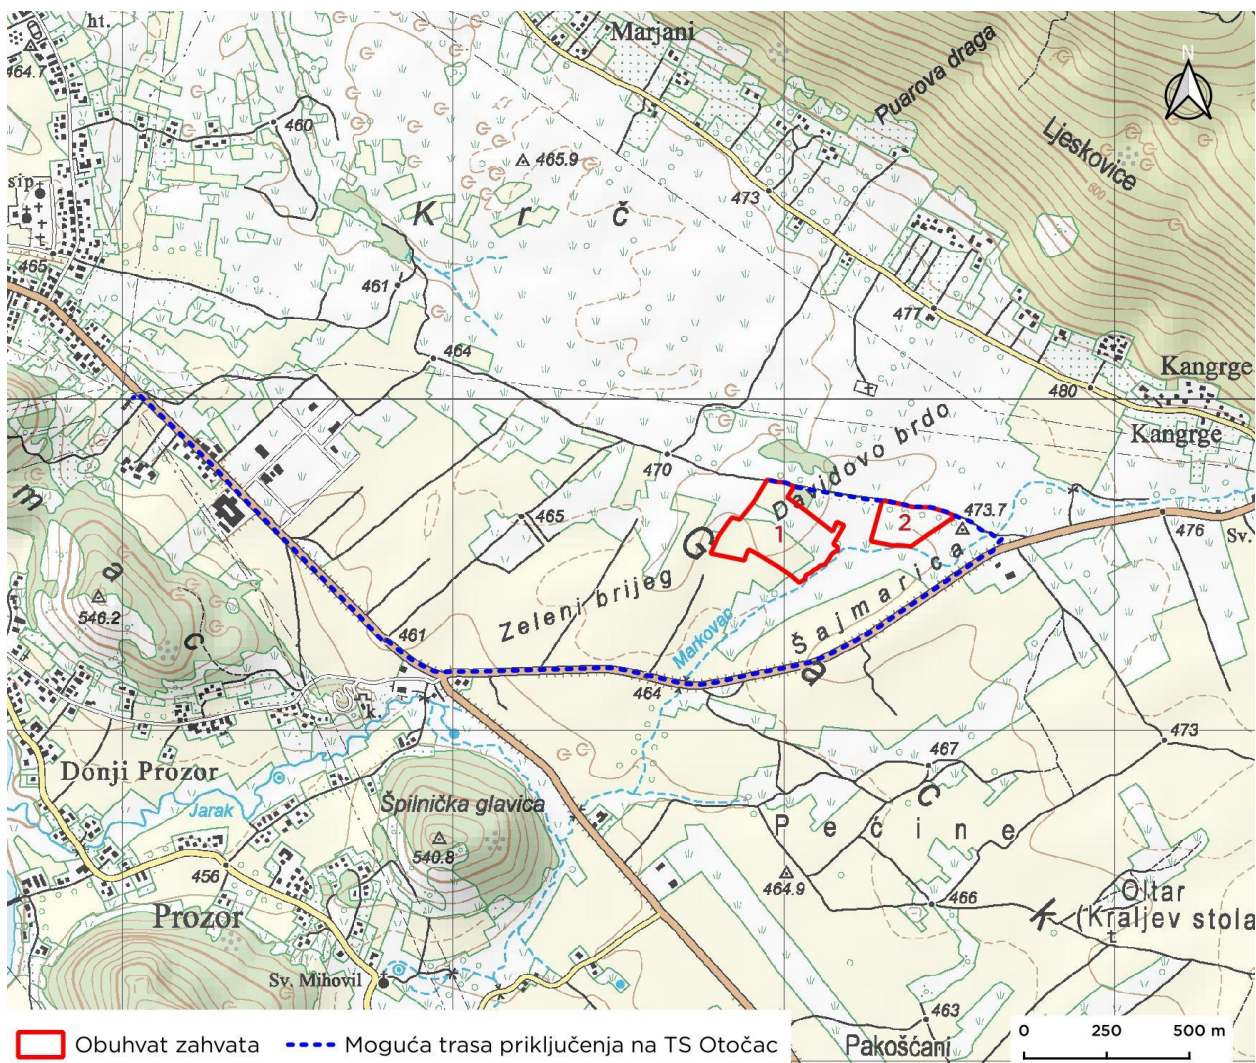 ht.
Marjani
N
464.7
Puarova draga
460
465.9
Ljeskovice
600
sip.
K r č
473
465
461
477
464
480
Kangrge
Kangrge
Davidovo brdo
470
465
473.7
476
Sv.
1
2
G
Zeleni brijeg
Šajmarica
Markovac
m
a
c
546.2
461
464
a
k.
473
467
Donji Prozor
Jarak
Špilnička glavica
c
Pećine
540.8
456
464.9
466
Oltar
K
(Kraljev stola
Prozor
Sv. Mihovil
463
Pakošćani
0 250 500 m
Obuhvat zahvata
Moguća trasa priključenja na TS Otočac